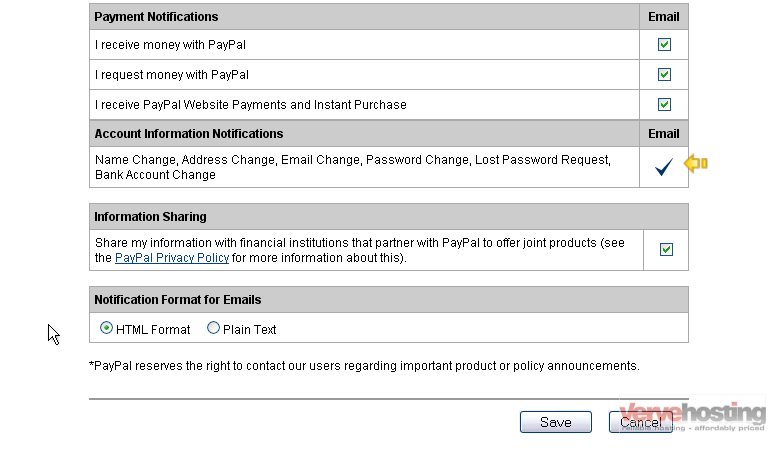 Payment Notifications Email
I receive money with PayPal
I request money with PayPal
I receive PayPal Website Payments and Instant Purchase
Account Information Notifications Email
Name Change, Address Change, Email Change, Password Change, Lost Password Request,
Bank Account Change
Information Sharing
Share my information with financial institutions that partner with PayPal to offer joint products (see
the PayPal Privacy Policy for more information about this).
Notification Format for Emails
HTML Format Plain Text
*PayPal reserves the right to contact our users regarding important product or policy announcements.
Save Cancel
vervehosting
reliable hosting - affordably priced